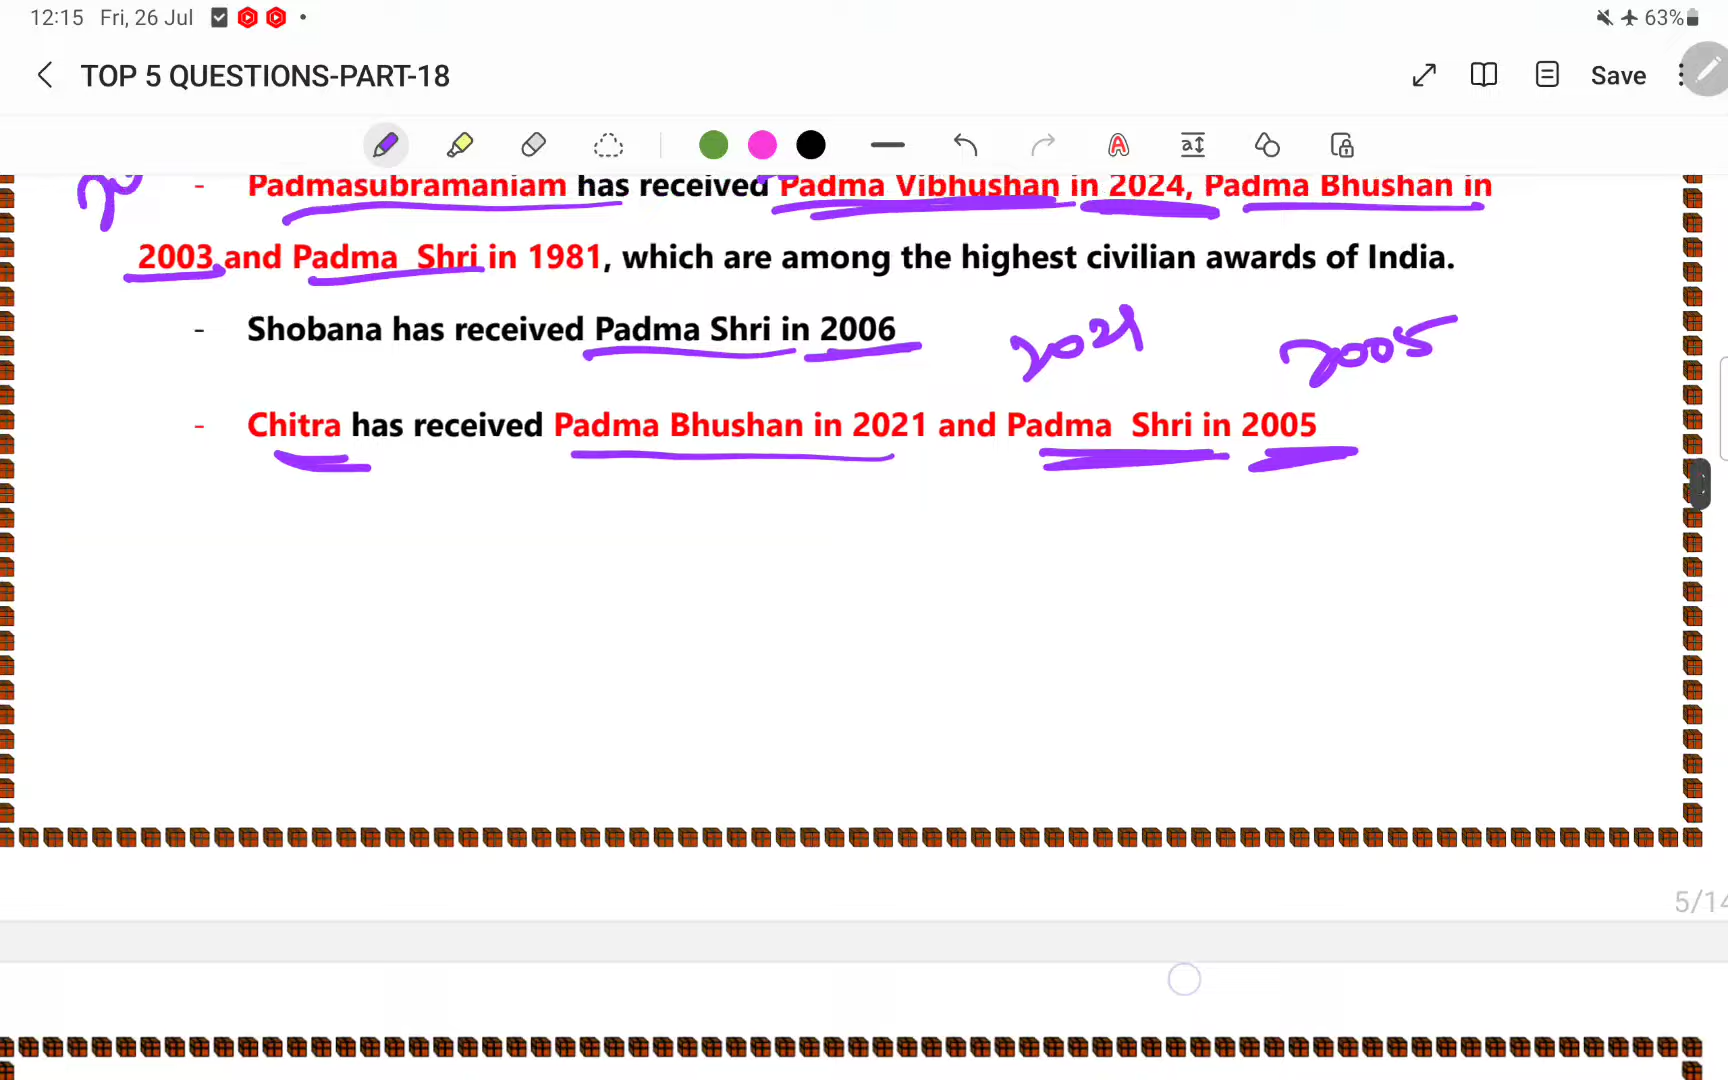 12:15 Fri, 26 Jul
63%
TOP 5 QUESTIONS-PART-18
Save
- Padmasubramaniam has received Padma Vibhushan in 2024, Padma Bhushan in
2003 and Padma Shri in 1981, which are among the highest civilian awards of India.
- Shobana has received Padma Shri in 2006
2021
2005
- Chitra has received Padma Bhushan in 2021 and Padma Shri in 2005
5/14